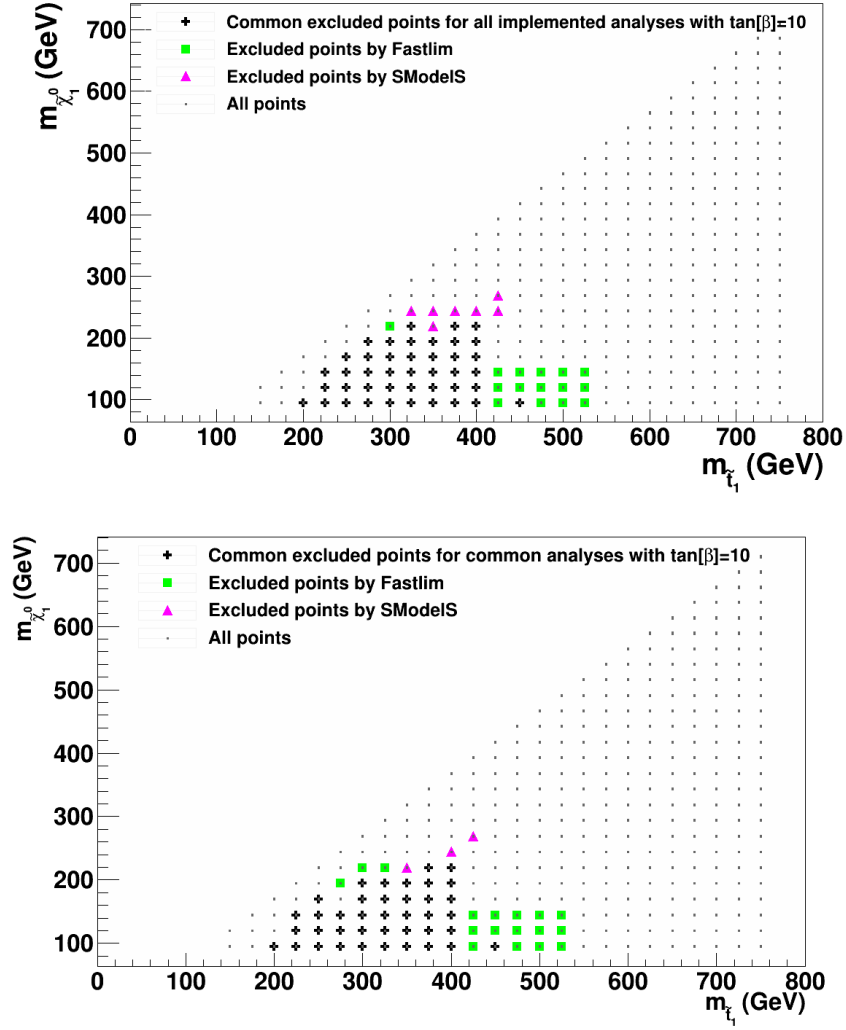 Common excluded points for all implemented analyses with tan[β]=10
Excluded points by Fastlim
Excluded points by SModelS
All points
m_χ̃₁⁰ (GeV)
700
600
500
400
300
200
100
0 100 200 300 400 500 600 700 800
m_t̃₁ (GeV)
Common excluded points for common analyses with tan[β]=10
Excluded points by Fastlim
Excluded points by SModelS
All points
m_χ̃₁⁰ (GeV)
700
600
500
400
300
200
100
0 100 200 300 400 500 600 700 800
m_t̃₁ (GeV)